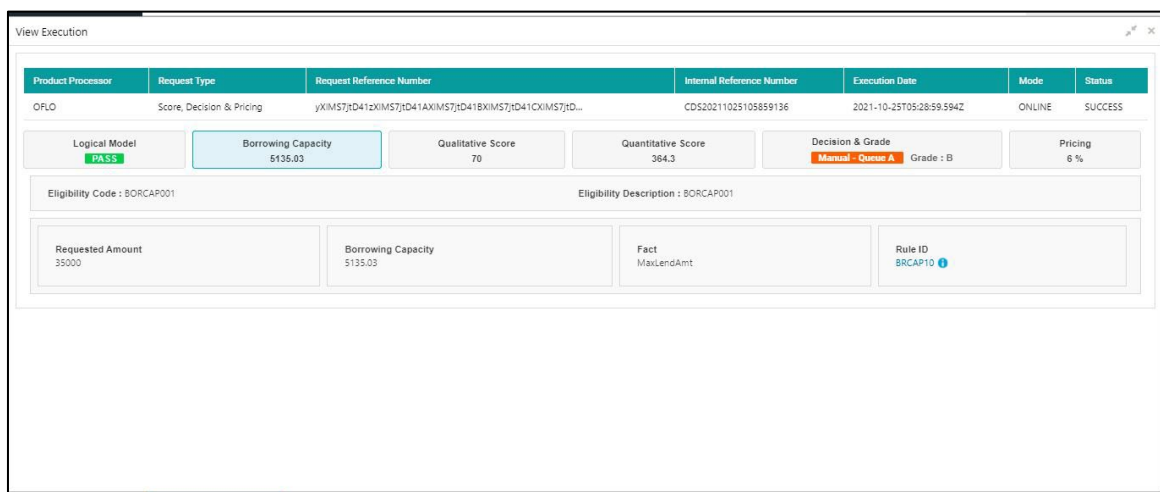 View Execution
Product Processor Request Type Request Reference Number Internal Reference Number Execution Date Mode Status
OFLO Score, Decision & Pricing yXIMS7jtD41zXIMS7jtD41AXIMS7jtD41BXIMS7jtD41CXIMS7jtD... CDS20211025105859136 2021-10-25T05:28:59.594Z ONLINE SUCCESS
Logical Model Borrowing Capacity Qualitative Score Quantitative Score Decision & Grade Pricing
PASS 5135.03 70 364.3 Manual - Queue A Grade : B 6 %
Eligibility Code : BORCAP001 Eligibility Description : BORCAP001
Requested Amount Borrowing Capacity Fact Rule ID
35000 5135.03 MaxLendAmt BRCAP10